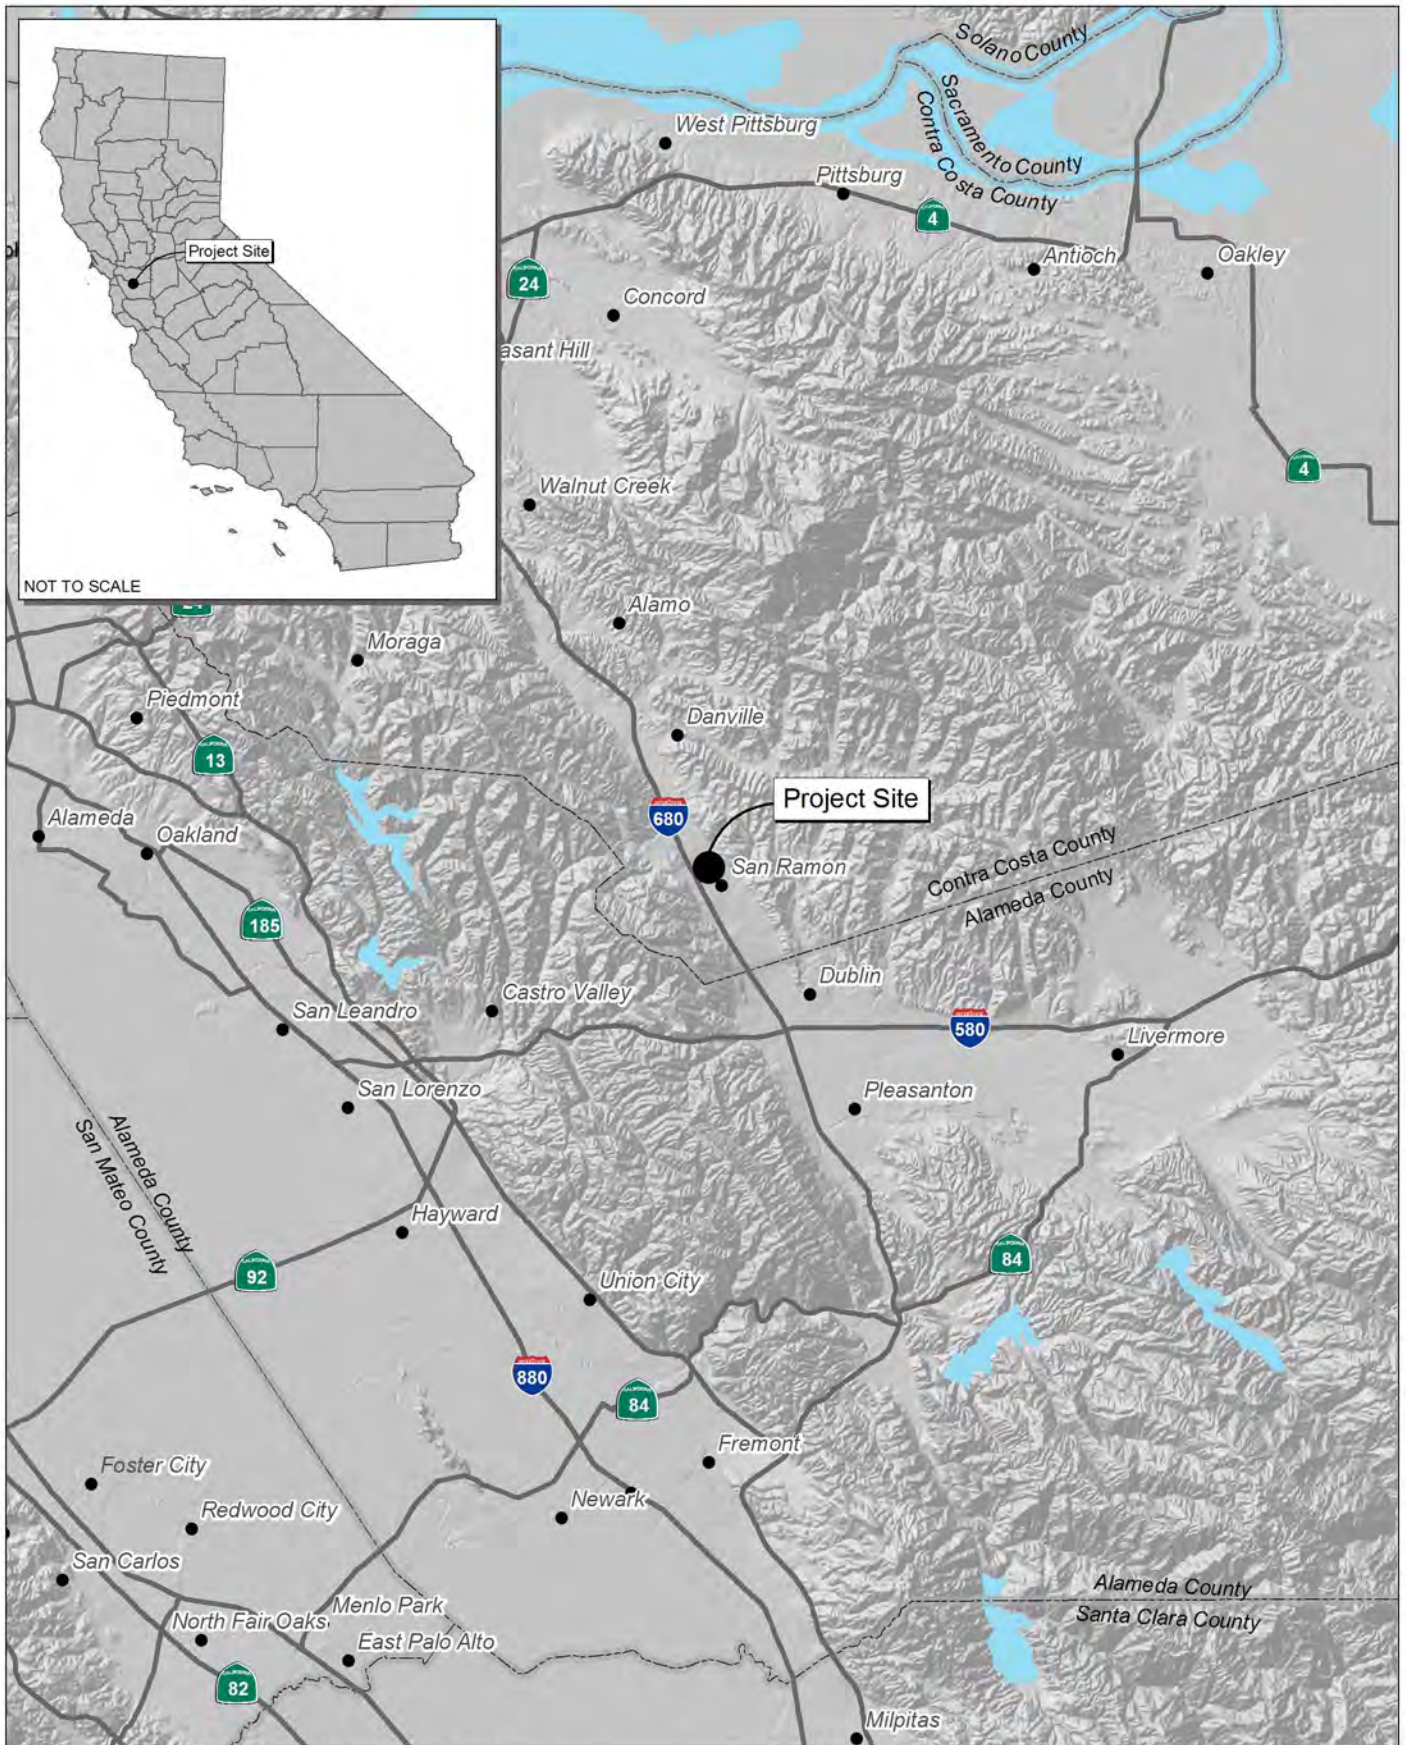 Solano County
Sacramento County
Contra Costa County
West Pittsburg
Pittsburg
4
Antioch
Oakley
Project Site
24
Concord
asant Hill
4
Walnut Creek
NOT TO SCALE
Alamo
Moraga
Piedmont
Danville
13
Project Site
680
Alameda
Oakland
San Ramon
Contra Costa County
Alameda County
185
Dublin
Castro Valley
San Leandro
580
Livermore
San Lorenzo
Pleasanton
Alameda County
San Mateo County
Hayward
92
84
Union City
880
84
Fremont
Foster City
Newark
Redwood City
San Carlos
Alameda County
Santa Clara County
Menlo Park
North Fair Oaks
East Palo Alto
82
Milpitas